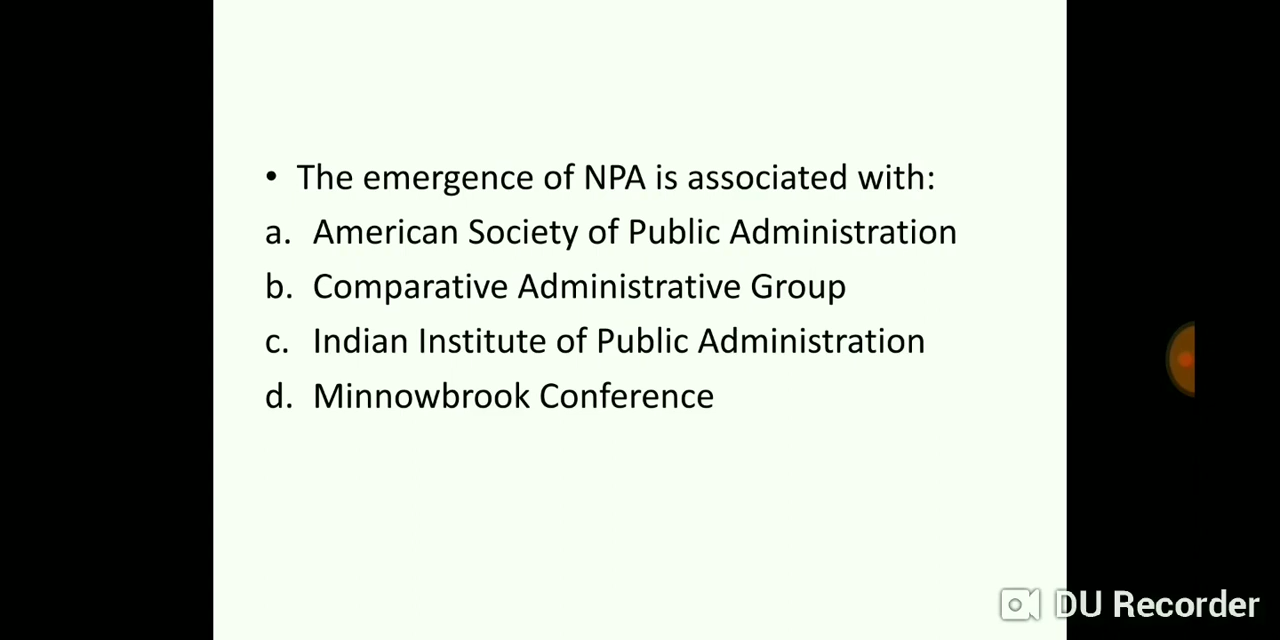 • The emergence of NPA is associated with:
a. American Society of Public Administration
b. Comparative Administrative Group
c. Indian Institute of Public Administration
d. Minnowbrook Conference
DU Recorder